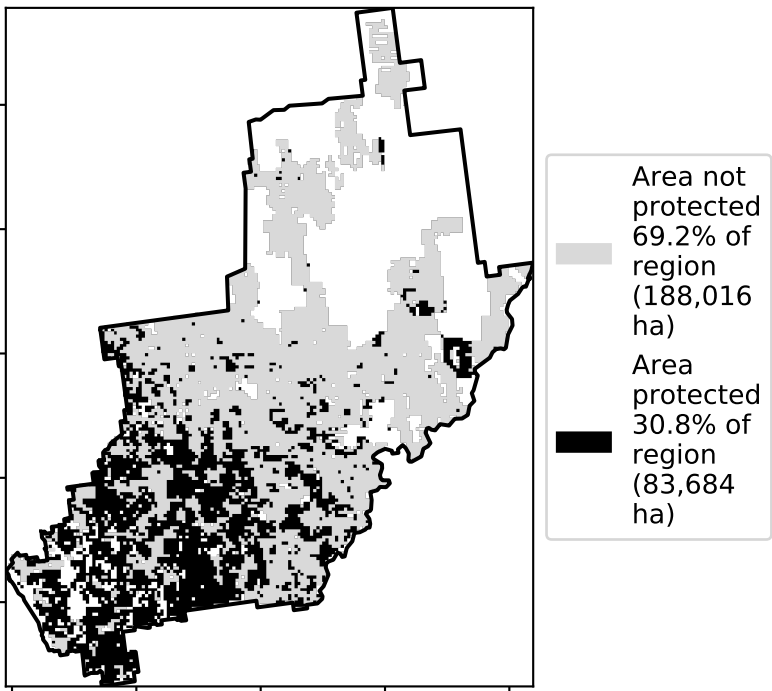 Area not
protected
69.2% of
region
(188,016
ha)
Area
protected
30.8% of
region
(83,684
ha)